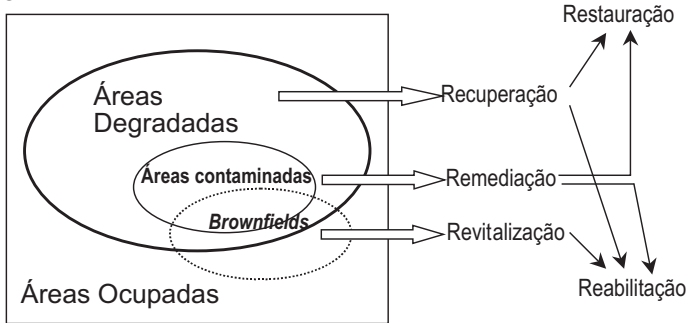 Restauração
Áreas
Degradadas
Recuperação
Áreas contaminadas
Remediação
Brownfields
Revitalização
Áreas Ocupadas
Reabilitação